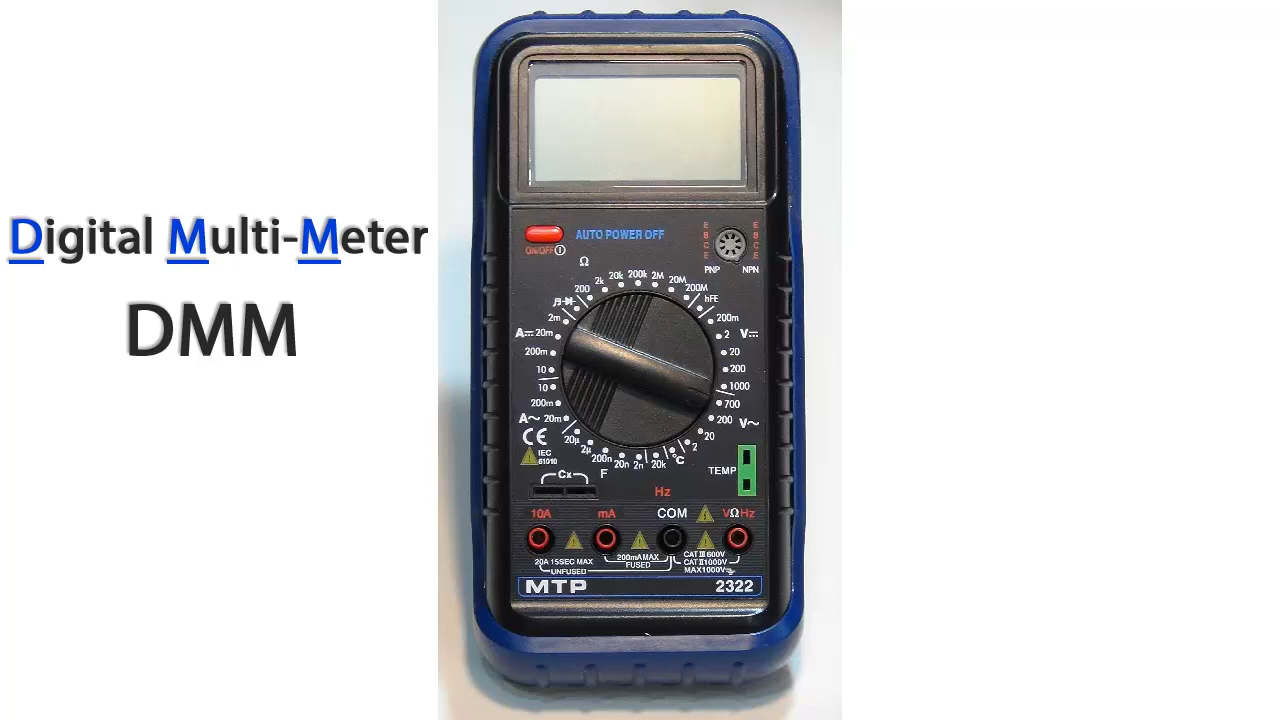 Digital Multi-Meter
DMM
AUTO POWER OFF
ON/OFF
E
B
C
E
E
B
C
E
PNP
NPN
Ω
200
2k
20k
200k
2M
20M
200M
hFE
200m
2
20
200
1000
V
700
200
20
2
V~
°C
20k
Hz
2n
20n
200n
2µ
20µ
F
20m
200m
10
A~
10
200m
20m
2m
A
CE
IEC
61010
Cx
TEMP
10A
mA
COM
VΩHz
20A 15SEC MAX
UNFUSED
200mA MAX
FUSED
CAT III 600V
CAT II 1000V
MAX 1000V
MTP
2322